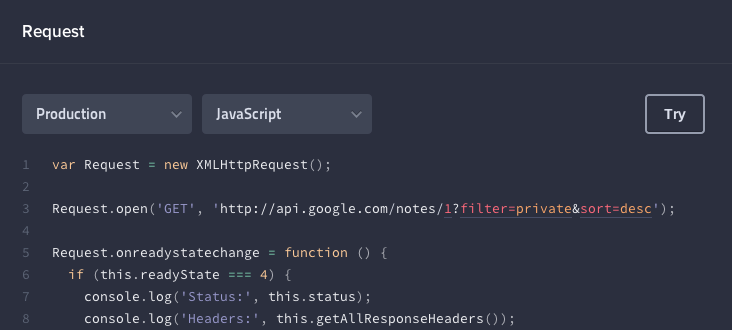 Request
Production JavaScript Try
1 var Request = new XMLHttpRequest();
2
3 Request.open('GET', 'http://api.google.com/notes/1?filter=private&sort=desc');
4
5 Request.onreadystatechange = function () {
6   if (this.readyState === 4) {
7     console.log('Status:', this.status);
8     console.log('Headers:', this.getAllResponseHeaders());